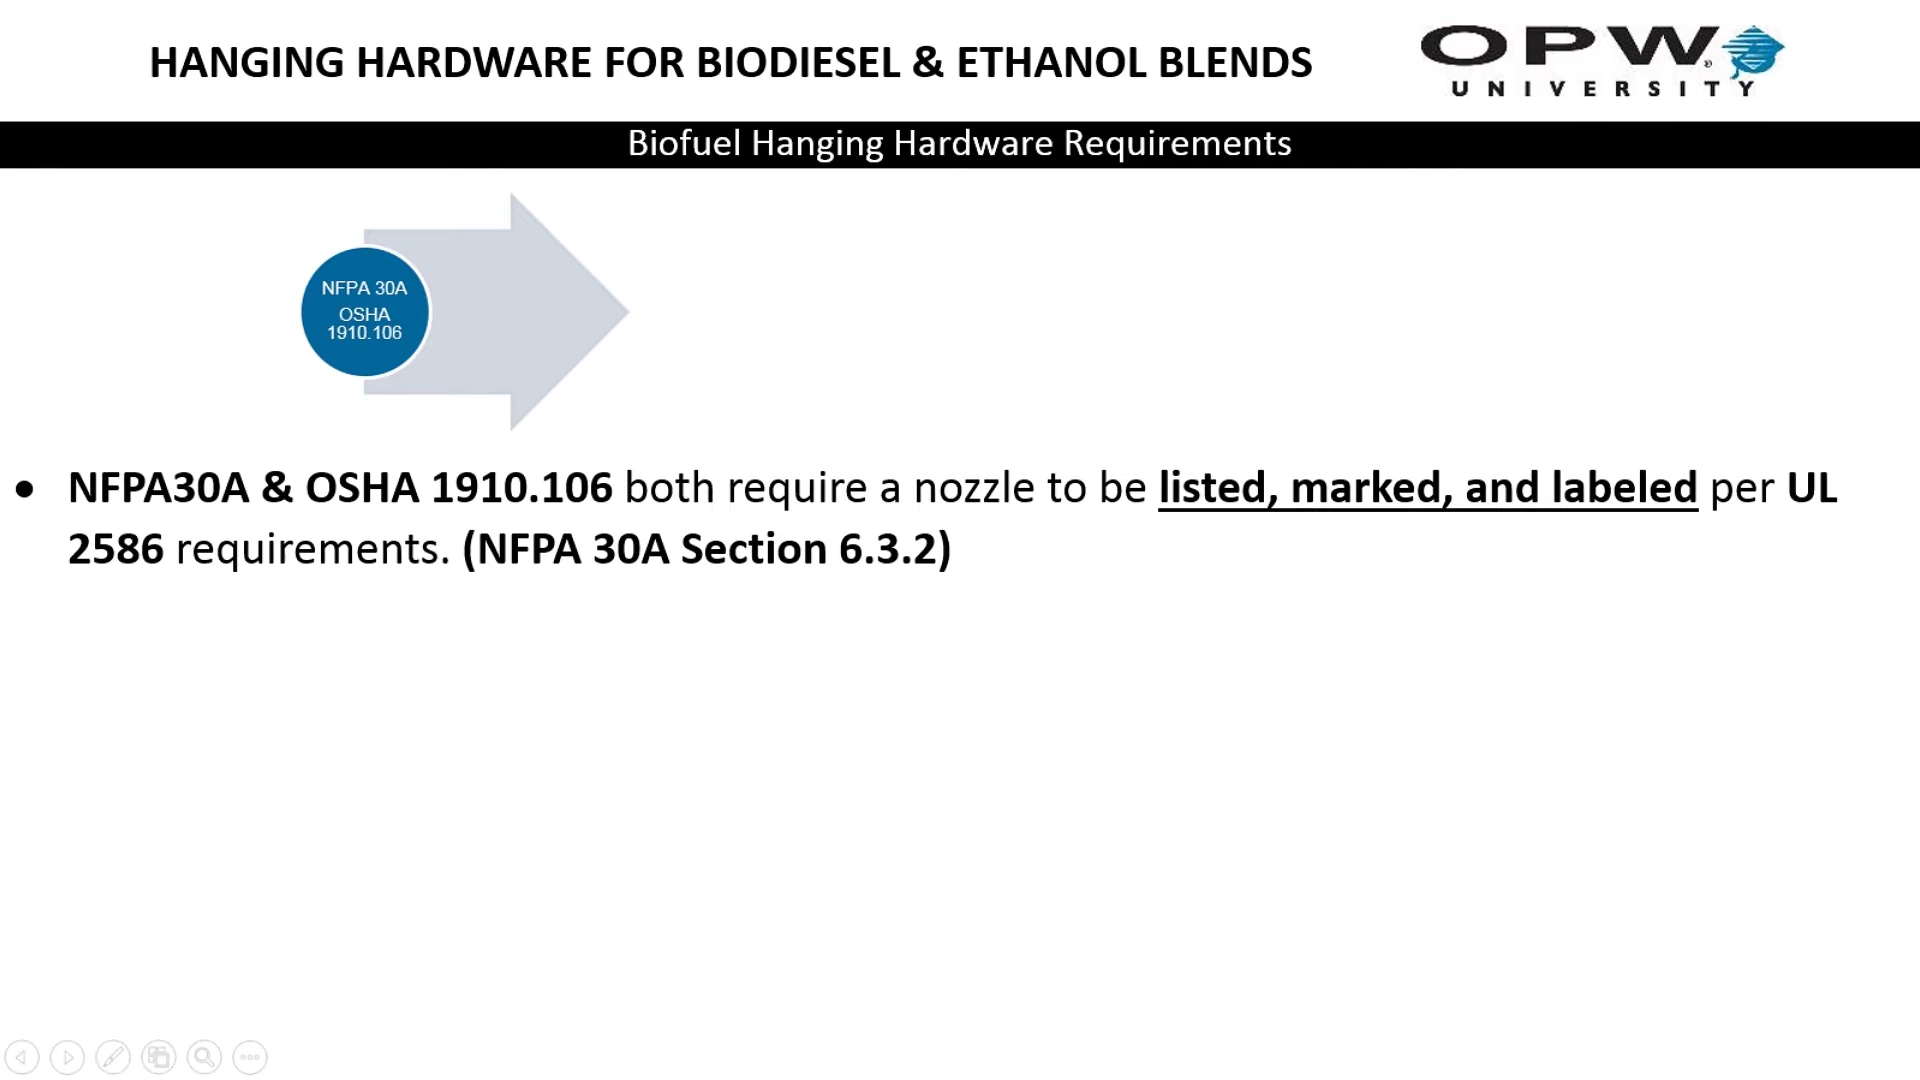 HANGING HARDWARE FOR BIODIESEL & ETHANOL BLENDS
OPW®
UNIVERSITY
Biofuel Hanging Hardware Requirements
NFPA 30A
OSHA
1910.106
• NFPA30A & OSHA 1910.106 both require a nozzle to be listed, marked, and labeled per UL
2586 requirements. (NFPA 30A Section 6.3.2)